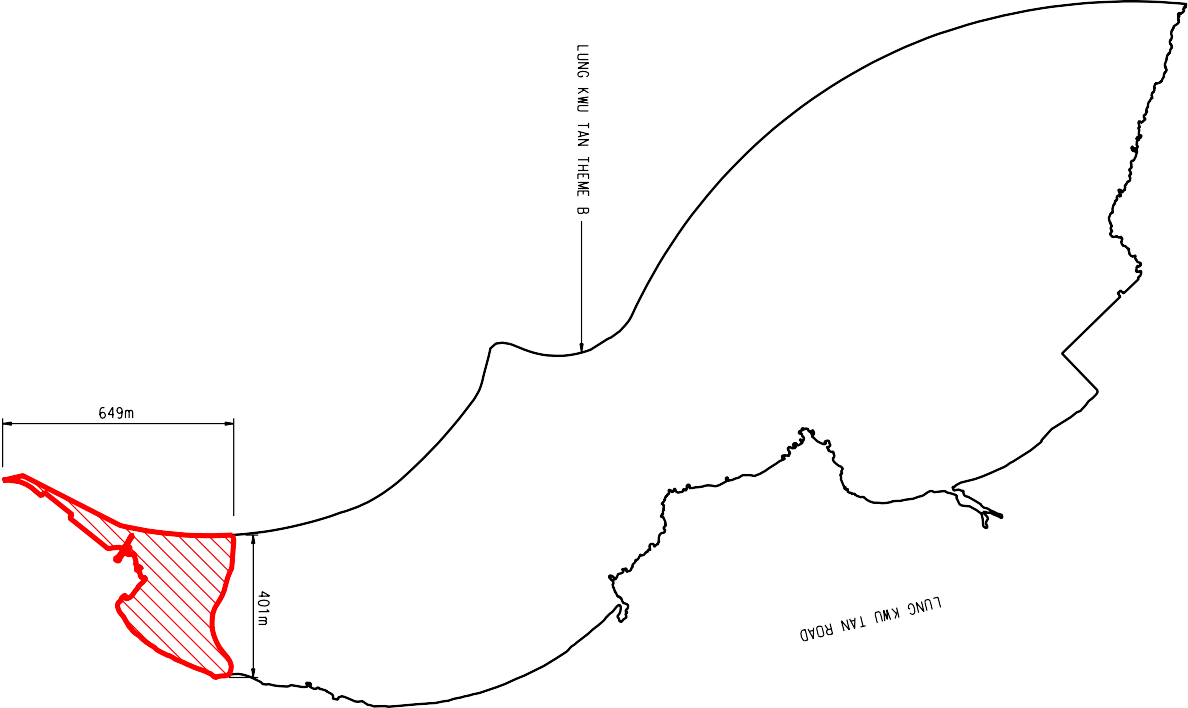 LUNG KWU TAN THEME B
649m
401m
LUNG KWU TAN ROAD